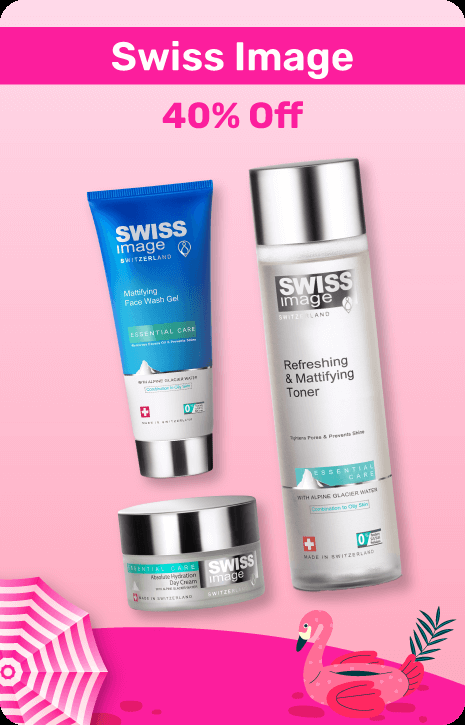 Swiss Image
40% Off
SWISS
image
SWITZERLAND
Mattifying
Face Wash Gel
ESSENTIAL CARE
WITH ALPINE GLACIER WATER
Combination to Oily Skin
MADE IN SWITZERLAND
SWISS
image
SWITZERLAND
Refreshing
& Mattifying
Toner
Tightens Pores & Prevents Shine
ESSENTIAL
CARE
WITH ALPINE GLACIER WATER
Combination to Oily Skin
MADE IN SWITZERLAND
ESSENTIAL CARE
Absolute Hydration
Day Cream
MADE IN SWITZERLAND
SWISS
image
SWITZERLAND